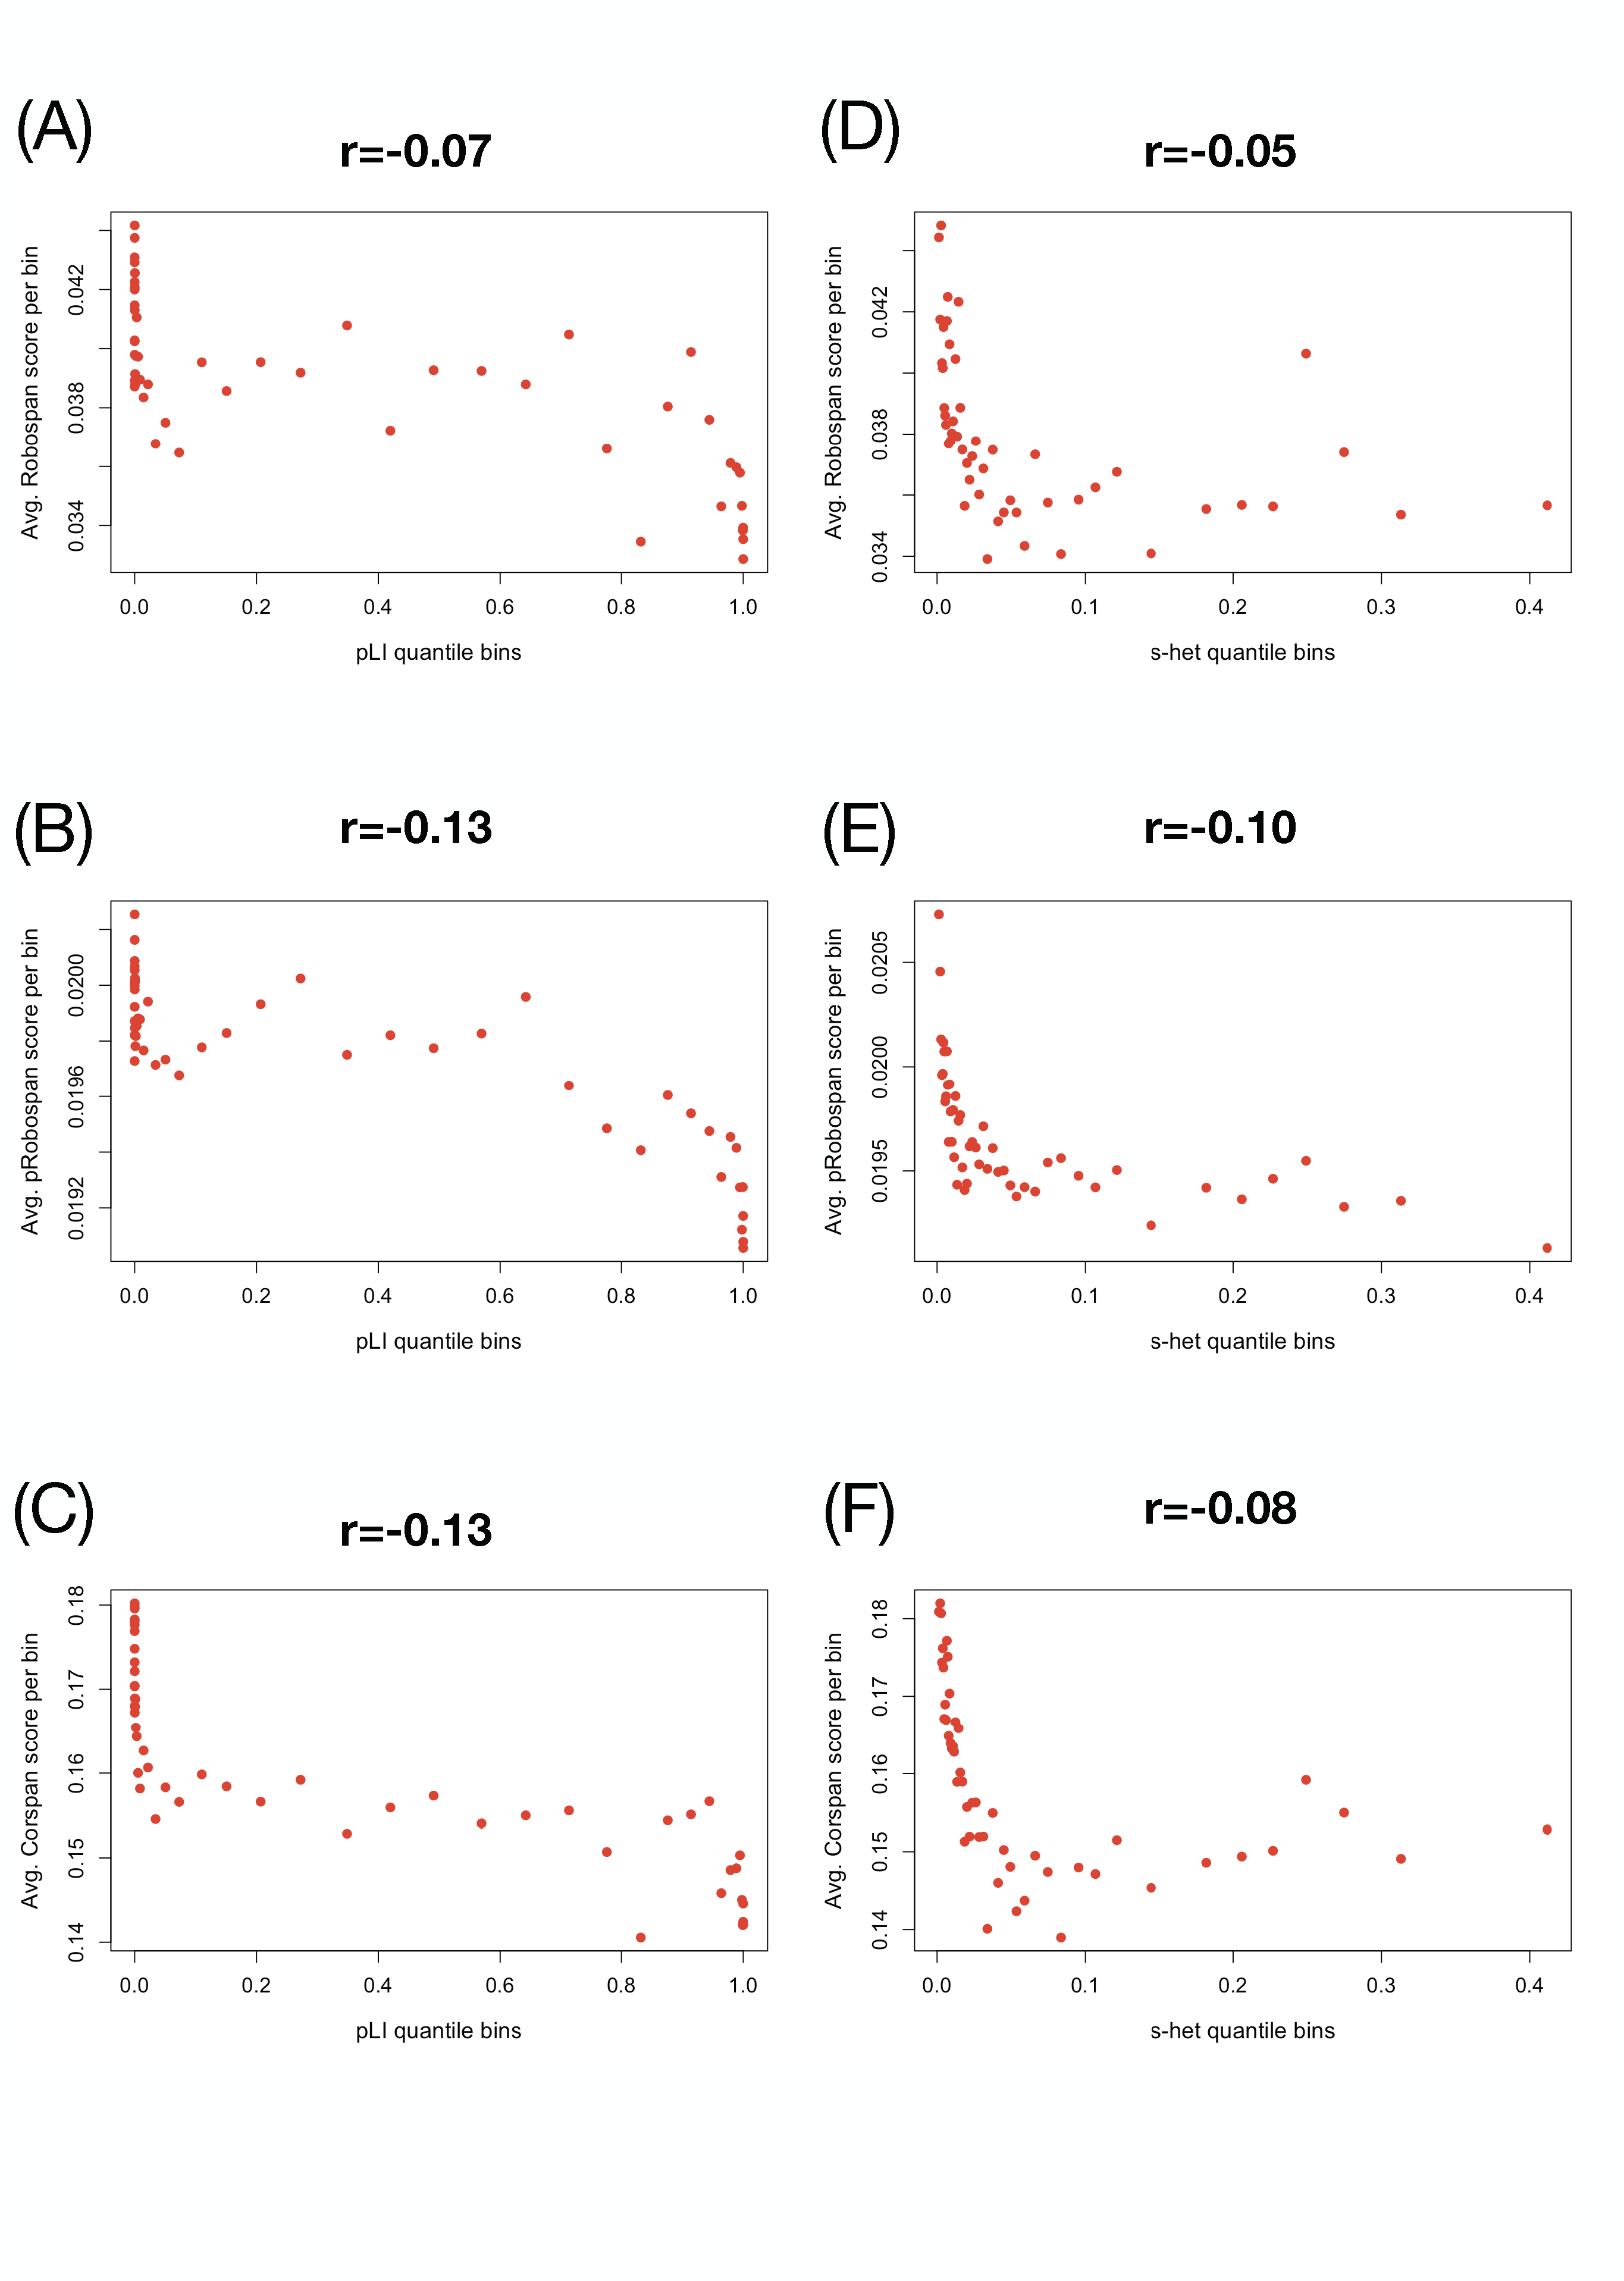 (A)
r=-0.07
Avg. Robospan score per bin
0.034 0.038 0.042
0.0 0.2 0.4 0.6 0.8 1.0
pLI quantile bins
(D)
r=-0.05
Avg. Robospan score per bin
0.034 0.038 0.042
0.0 0.1 0.2 0.3 0.4
s-het quantile bins
(B)
r=-0.13
Avg. pRobospan score per bin
0.0192 0.0196 0.0200
0.0 0.2 0.4 0.6 0.8 1.0
pLI quantile bins
(E)
r=-0.10
Avg. pRobospan score per bin
0.0195 0.0200 0.0205
0.0 0.1 0.2 0.3 0.4
s-het quantile bins
(C)
r=-0.13
Avg. Corspan score per bin
0.14 0.15 0.16 0.17 0.18
0.0 0.2 0.4 0.6 0.8 1.0
pLI quantile bins
(F)
r=-0.08
Avg. Corspan score per bin
0.14 0.15 0.16 0.17 0.18
0.0 0.1 0.2 0.3 0.4
s-het quantile bins